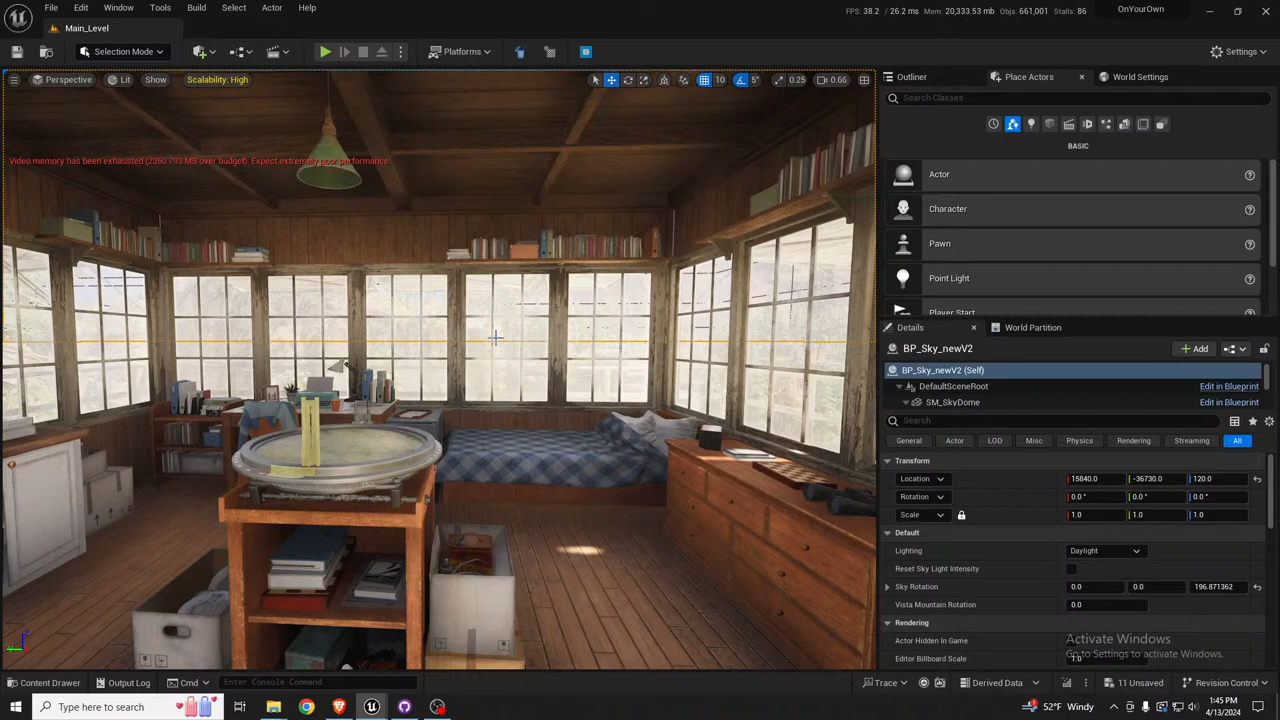 File Edit Window Tools Build Select Actor Help
FPS: 38.2 / 26.2 ms Mem: 20,333.53 mb Objs: 661,001 Stalls: 86 OnYourOwn
Main_Level
Selection Mode
Platforms
Settings
Perspective Lit Show Scalability: High
10 5° 0.25 0.66
Outliner Place Actors World Settings
Search Classes
BASIC
Video memory has been exhausted (2350.793 MB over budget). Expect extremely poor performance.
Actor
Character
Pawn
Point Light
Player Start
Details World Partition
BP_Sky_newV2
Add
BP_Sky_newV2 (Self)
DefaultSceneRoot Edit in Blueprint
SM_SkyDome Edit in Blueprint
Search
General Actor LOD Misc Physics Rendering Streaming All
Transform
Location 15840.0 -36730.0 120.0
Rotation 0.0 ° 0.0 ° 0.0 °
Scale 1.0 1.0 1.0
Default
Lighting Daylight
Reset Sky Light Intensity
Sky Rotation 0.0 0.0 196.871362
Vista Mountain Rotation 0.0
Rendering
Actor Hidden In Game
Activate Windows
Go to Settings to activate Windows.
Editor Billboard Scale 1.0
Content Drawer Output Log Cmd Enter Console Command
Trace Derived Data 11 Unsaved Revision Control
Type here to search
52°F Windy
1:45 PM
4/13/2024